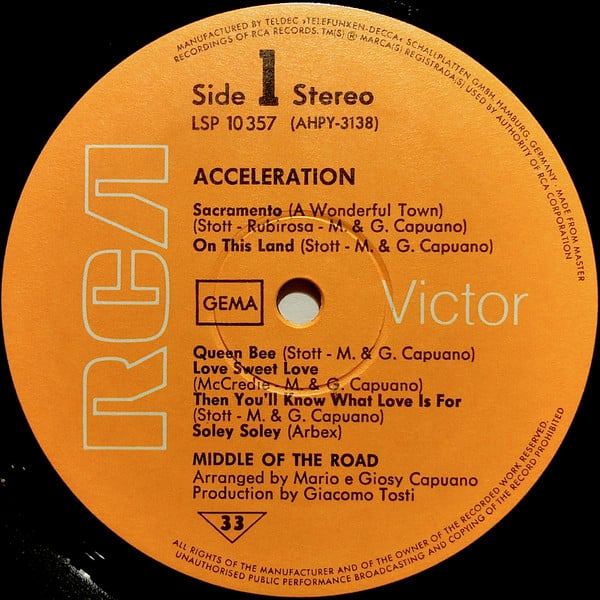 MANUFACTURED BY TELDEC »TELEFUNKEN-DECCA« SCHALLPLATTEN GMBH, HAMBURG, GERMANY, MADE FROM MASTER
RECORDINGS OF RCA RECORDS. TM(S) ® MARCA(S) REGISTRADA(S) USED BY AUTHORITY OF RCA CORPORATION
Side 1 Stereo
LSP 10357 (AHPY-3138)
ACCELERATION
Sacramento (A Wonderful Town)
(Stott - Rubirosa - M. & G. Capuano)
On This Land (Stott - M. & G. Capuano)
RCA
GEMA
Victor
Queen Bee (Stott - M. & G. Capuano)
Love Sweet Love
(McCredie - M. & G. Capuano)
Then You'll Know What Love Is For
(Stott - M. & G. Capuano)
Soley Soley (Arbex)
MIDDLE OF THE ROAD
Arranged by Mario e Giosy Capuano
Production by Giacomo Tosti
33
ALL RIGHTS OF THE MANUFACTURER AND OF THE OWNER OF THE RECORDED WORK RESERVED.
UNAUTHORISED PUBLIC PERFORMANCE BROADCASTING AND COPYING OF THE RECORD PROHIBITED